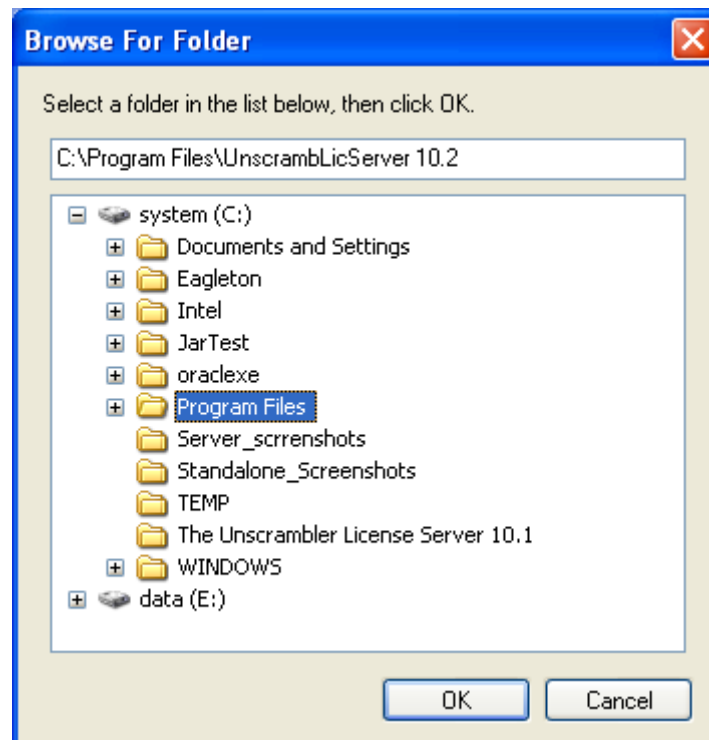 Browse For Folder
Select a folder in the list below, then click OK.
C:\Program Files\UnscrambLicServer 10.2
system (C:)
Documents and Settings
Eagleton
Intel
JarTest
oraclexe
Program Files
Server_scrrenshots
Standalone_Screenshots
TEMP
The Unscrambler License Server 10.1
WINDOWS
data (E:)
OK Cancel